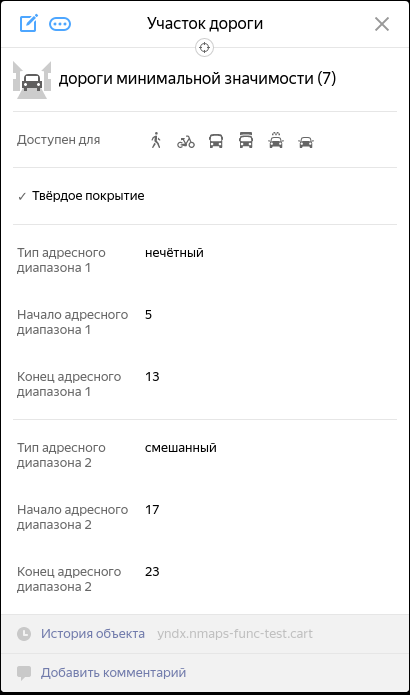 Участок дороги
дороги минимальной значимости (7)
Доступен для
✓ Твёрдое покрытие
Тип адресного
диапазона 1
нечётный
Начало адресного
диапазона 1
5
Конец адресного
диапазона 1
13
Тип адресного
диапазона 2
смешанный
Начало адресного
диапазона 2
17
Конец адресного
диапазона 2
23
История объекта yndx.nmaps-func-test.cart
Добавить комментарий